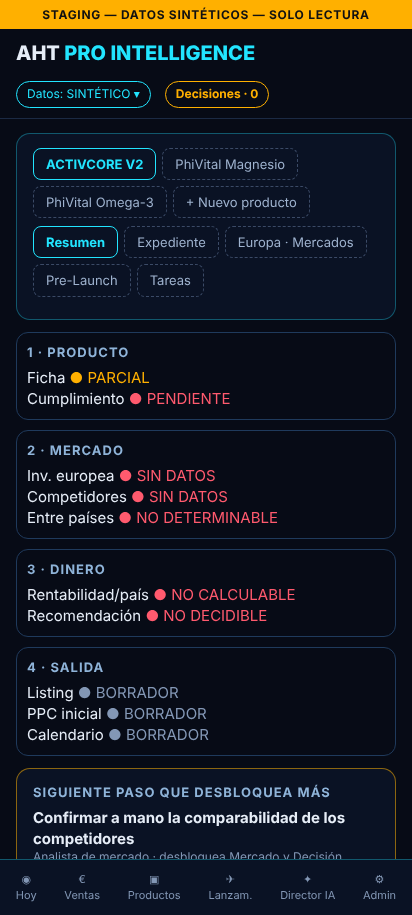 STAGING — DATOS SINTÉTICOS — SOLO LECTURA
AHT PRO INTELLIGENCE
Datos: SINTÉTICO ▾
Decisiones · 0
ACTIVCORE V2
PhiVital Magnesio
PhiVital Omega-3
+ Nuevo producto
Resumen
Expediente
Europa · Mercados
Pre-Launch
Tareas
1 · PRODUCTO
Ficha ● PARCIAL
Cumplimiento ● PENDIENTE
2 · MERCADO
Inv. europea ● SIN DATOS
Competidores ● SIN DATOS
Entre países ● NO DETERMINABLE
3 · DINERO
Rentabilidad/país ● NO CALCULABLE
Recomendación ● NO DECIDIBLE
4 · SALIDA
Listing ● BORRADOR
PPC inicial ● BORRADOR
Calendario ● BORRADOR
SIGUIENTE PASO QUE DESBLOQUEA MÁS
Confirmar a mano la comparabilidad de los
competidores
Analista de mercado · desbloquea Mercado y Decisión
Hoy
Ventas
Productos
Lanzam.
Director IA
Admin